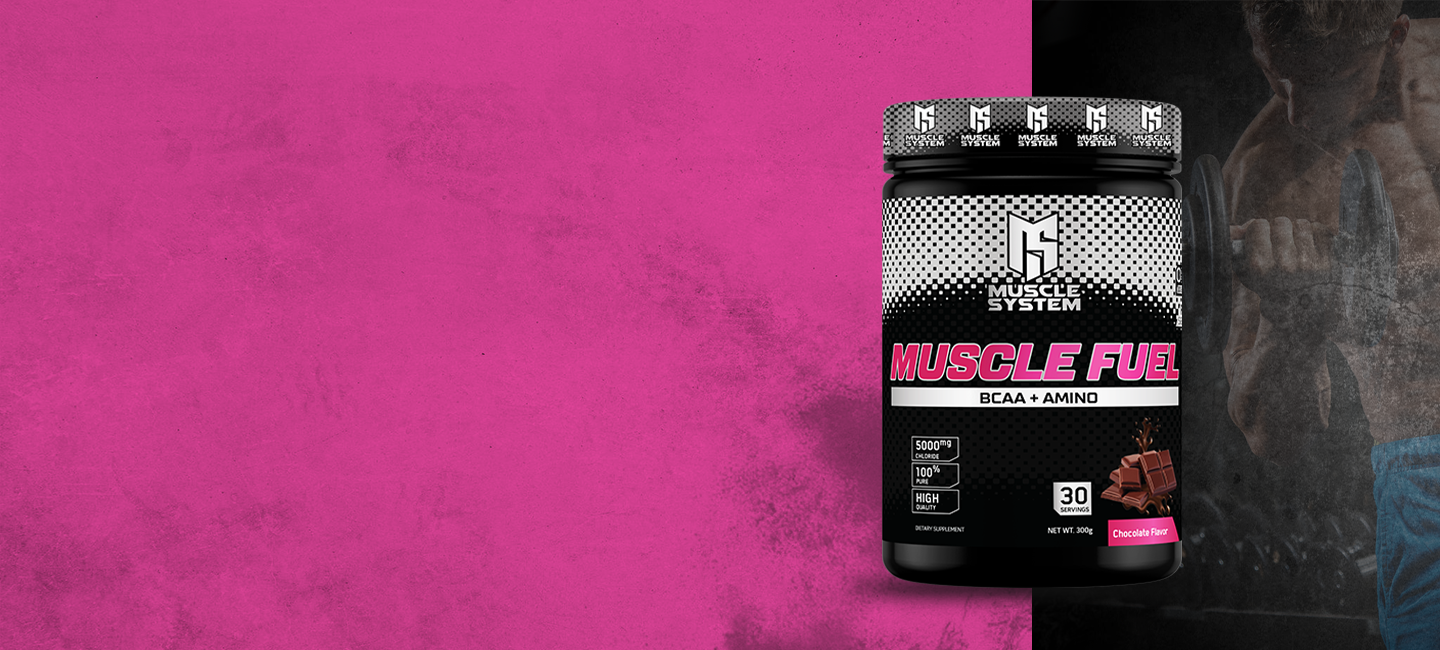 MUSCLE SYSTEM MUSCLE SYSTEM MUSCLE SYSTEM MUSCLE SYSTEM MUSCLE SYSTEM
MUSCLE
SYSTEM
MUSCLE FUEL
BCAA + AMINO
5000mg
CHLORIDE
100%
PURE
HIGH
QUALITY
30
SERVINGS
DIETARY SUPPLEMENT
NET WT. 300g
Chocolate Flavor